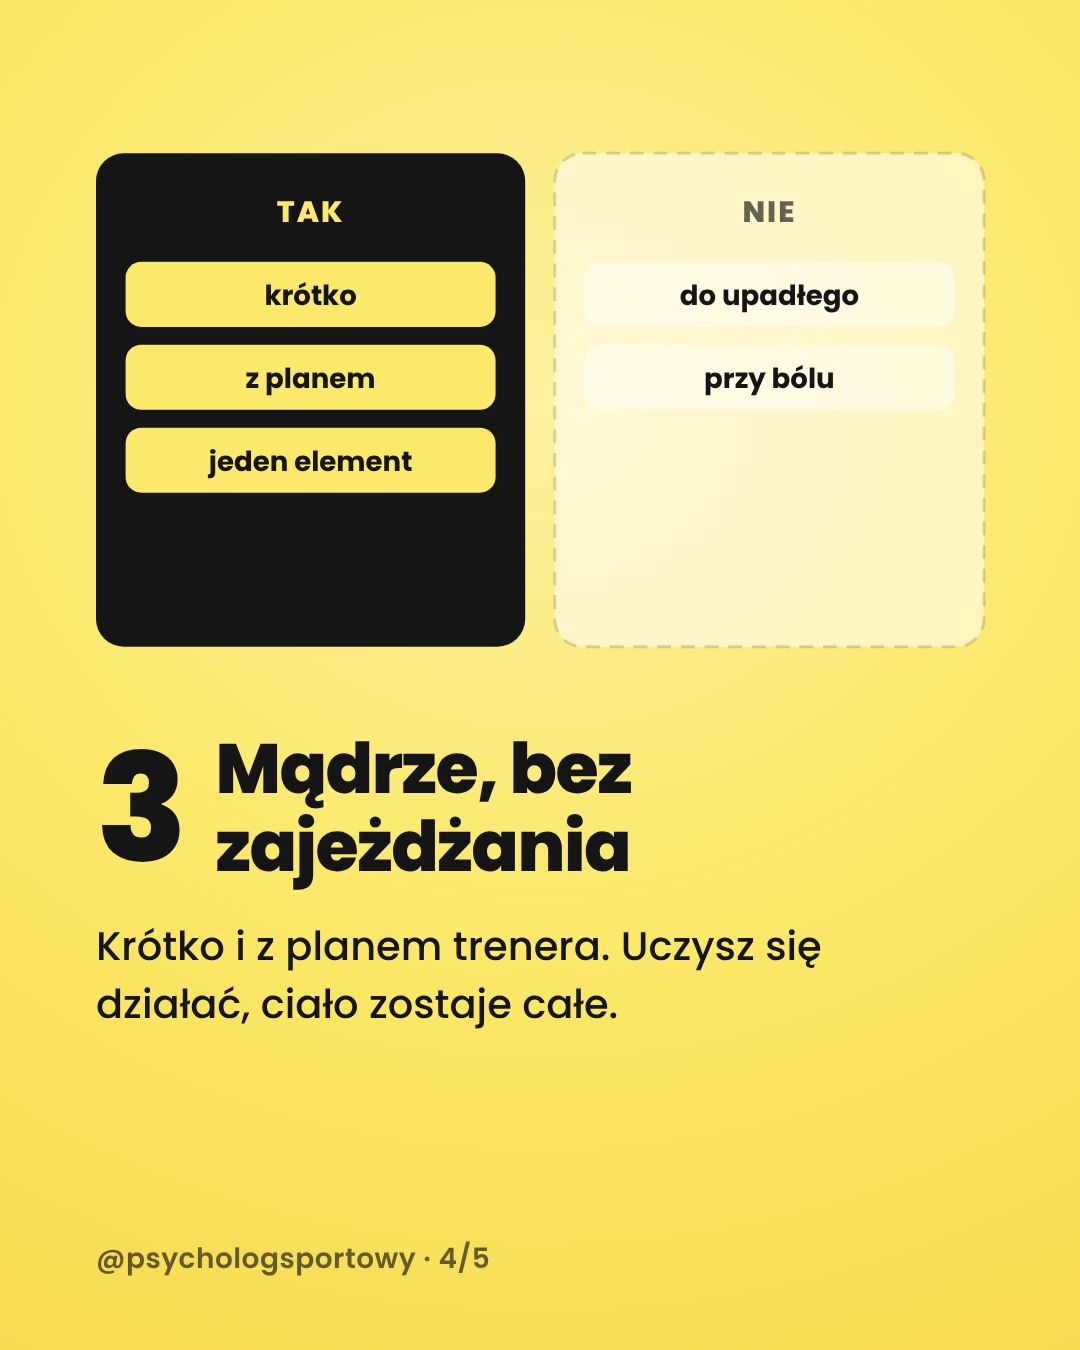 TAK
krótko
z planem
jeden element
NIE
do upadłego
przy bólu
3
Mądrze, bez
zajeżdżania
Krótko i z planem trenera. Uczysz się
działać, ciało zostaje całe.
@psychologsportowy · 4/5